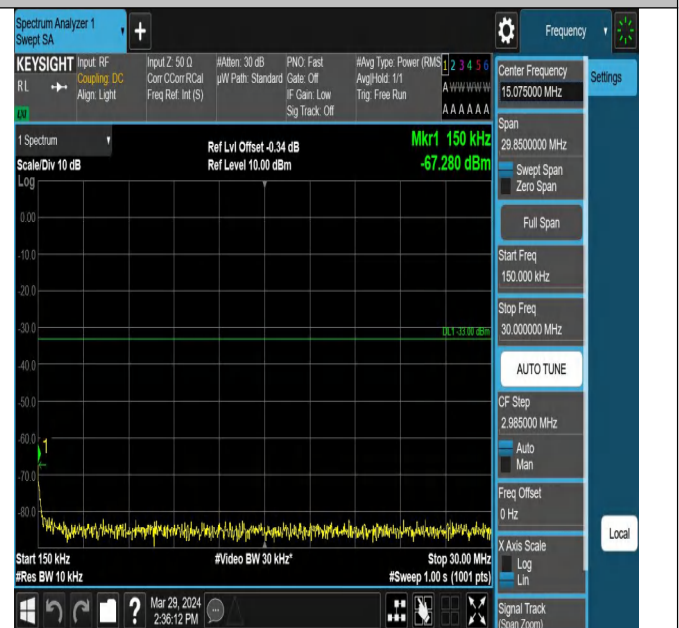 Spectrum Analyzer 1
Swept SA
Frequency
KEYSIGHT
RL
Input: RF
Coupling: DC
Align: Light
Input Z: 50 Ω
Corr CCorr RCal
Freq Ref: Int (S)
#Atten: 30 dB
µW Path: Standard
PNO: Fast
Gate: Off
IF Gain: Low
Sig Track: Off
#Avg Type: Power (RMS
Avg|Hold: 1/1
Trig: Free Run
1 2 3 4 5 6
A W W W W W
A A A A A A
LXI
1 Spectrum
Scale/Div 10 dB
Log
Ref Lvl Offset -0.34 dB
Ref Level 10.00 dBm
Mkr1 150 kHz
-67.280 dBm
0.00
-10.0
-20.0
-30.0
DL1 -33.00 dBm
-40.0
-50.0
-60.0
1
-70.0
-80.0
Start 150 kHz
#Res BW 10 kHz
#Video BW 30 kHz*
Stop 30.00 MHz
#Sweep 1.00 s (1001 pts)
?
Mar 29, 2024
2:36:12 PM
Center Frequency
15.075000 MHz
Settings
Span
29.8500000 MHz
Swept Span
Zero Span
Full Span
Start Freq
150.000 kHz
Stop Freq
30.000000 MHz
AUTO TUNE
CF Step
2.985000 MHz
Auto
Man
Freq Offset
0 Hz
X Axis Scale
Log
Lin
Local
Signal Track
(Span Zoom)